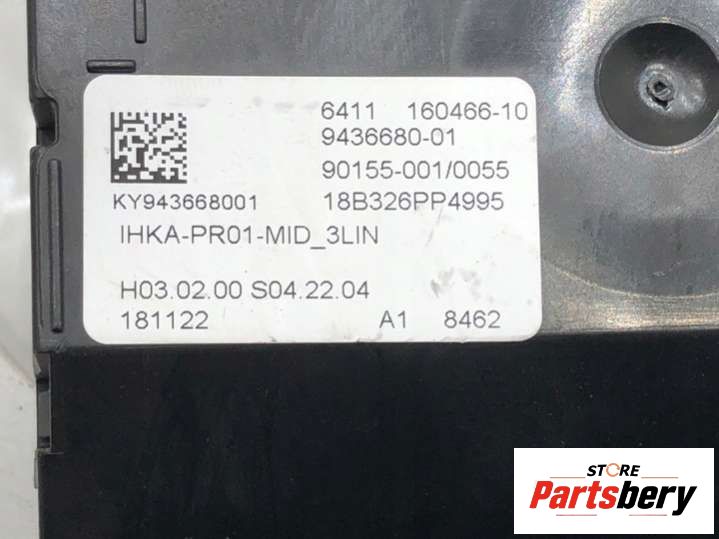 6411 160466-10
9436680-01
90155-001/0055
KY943668001 18B326PP4995
IHKA-PR01-MID_3LIN
H03.02.00 S04.22.04
181122 A1 8462
STORE
Partsbery